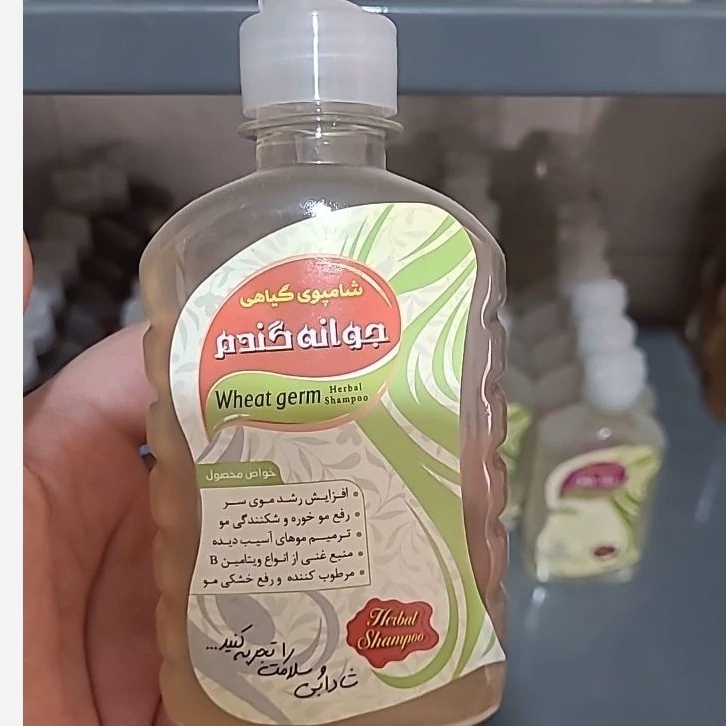 شامپوی گیاهی
جوانه گندم
Wheat germ Herbal Shampoo
خواص محصول
• افزایش رشد موی سر
• رفع مو خوره و شکنندگی مو
• ترمیم موهای آسیب دیده
• منبع غنی از انواع ویتامین B
• مرطوب کننده و رفع خشکی مو
Herbal
Shampoo
شادابی و سلامت را تجربه کنید...